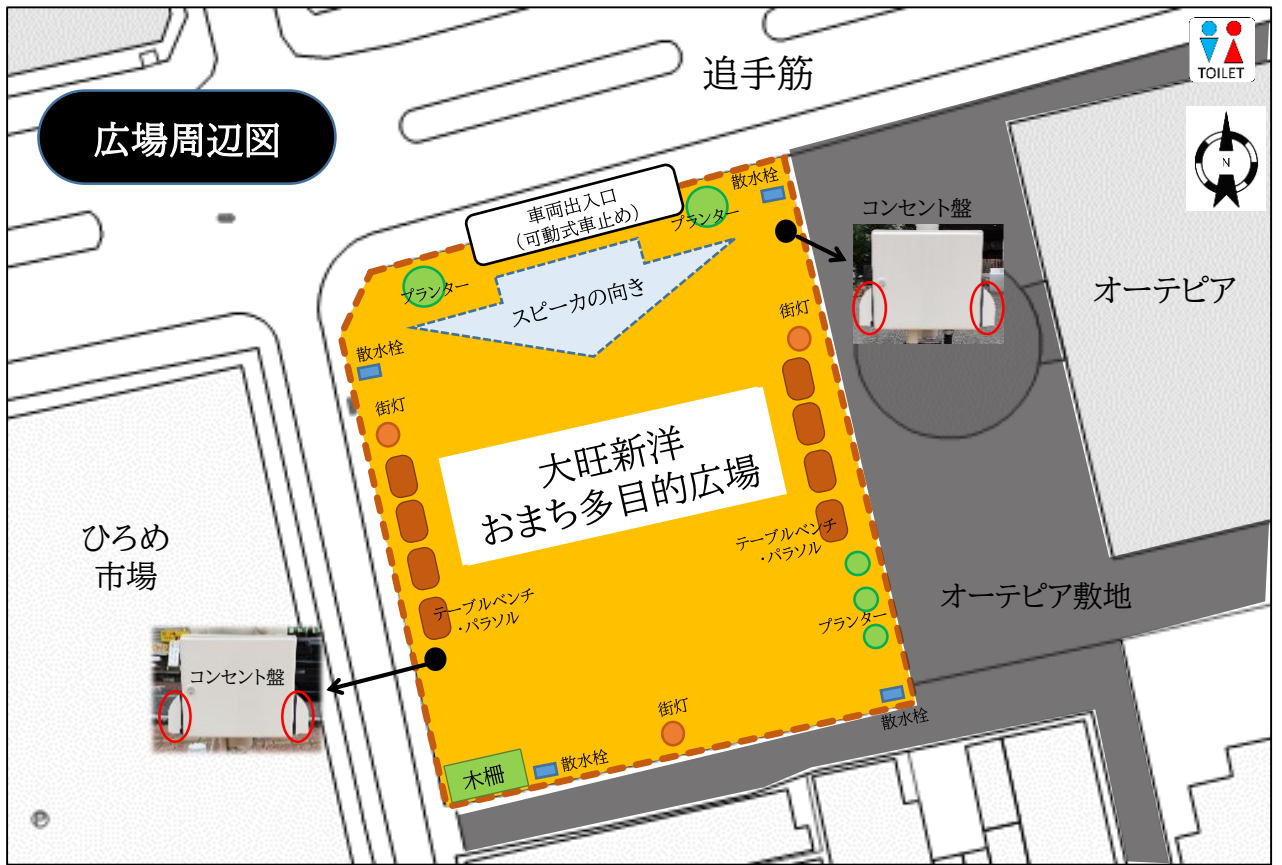 追手筋
TOILET
広場周辺図
N
散水栓
車両出入口
(可動式車止め)
プランター
コンセント盤
プランター
スピーカの向き
オーテピア
街灯
散水栓
街灯
大旺新洋
おまち多目的広場
ひろめ
市場
テーブルベンチ
・パラソル
テーブルベンチ
・パラソル
オーテピア敷地
プランター
コンセント盤
街灯
散水栓
散水栓
木柵
P